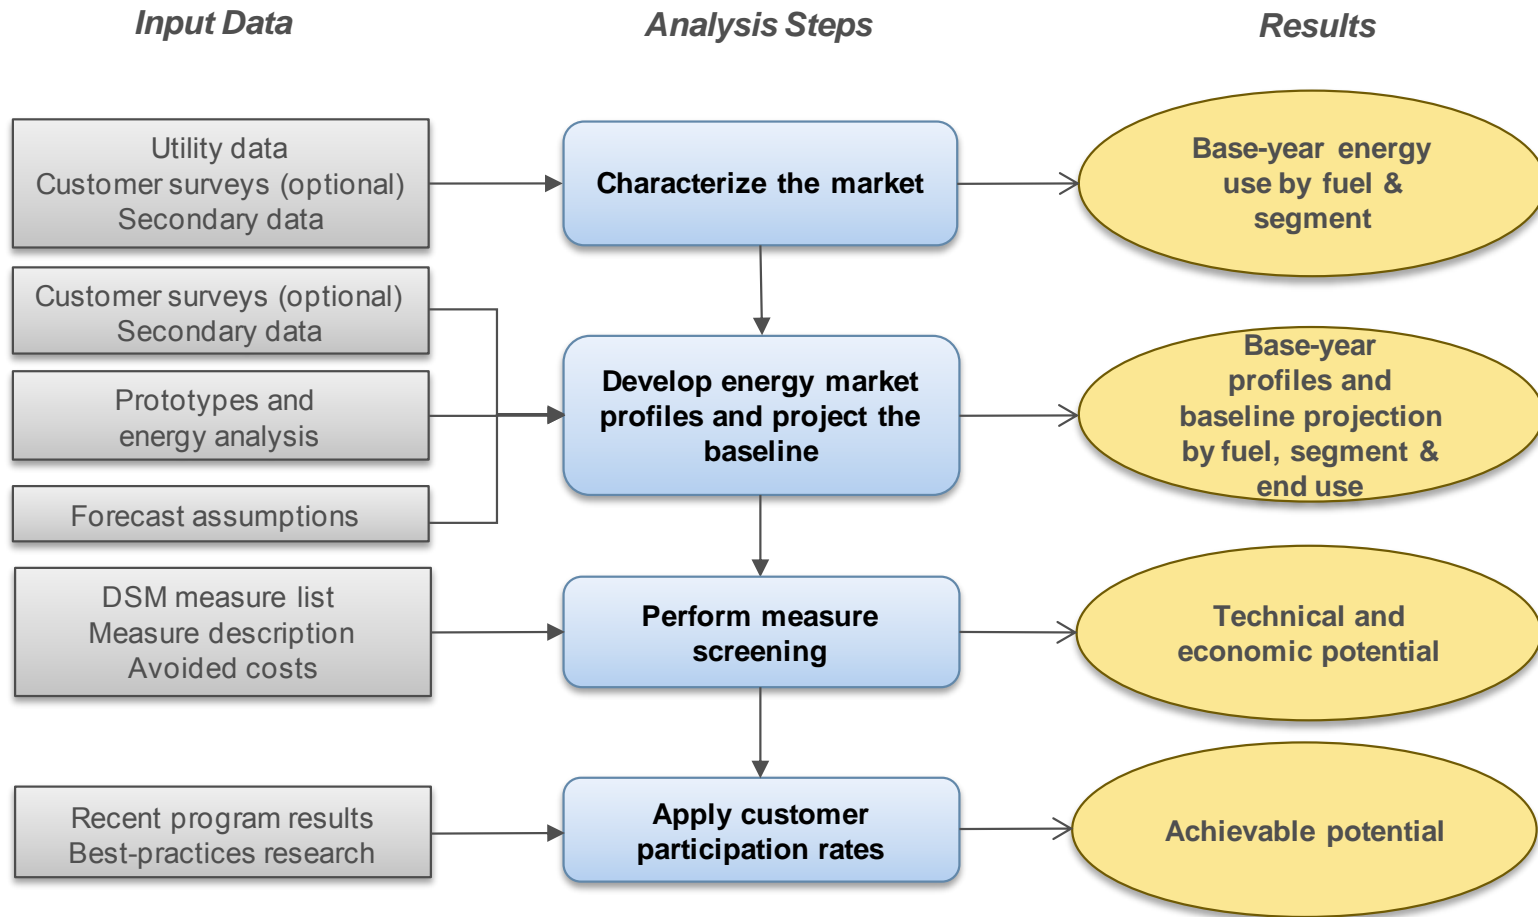 Input Data
Analysis Steps
Results
Utility data
Customer surveys (optional)
Secondary data
Characterize the market
Base-year energy
use by fuel &
segment
Customer surveys (optional)
Secondary data
Prototypes and
energy analysis
Forecast assumptions
Develop energy market
profiles and project the
baseline
Base-year
profiles and
baseline projection
by fuel, segment &
end use
DSM measure list
Measure description
Avoided costs
Perform measure
screening
Technical and
economic potential
Recent program results
Best-practices research
Apply customer
participation rates
Achievable potential